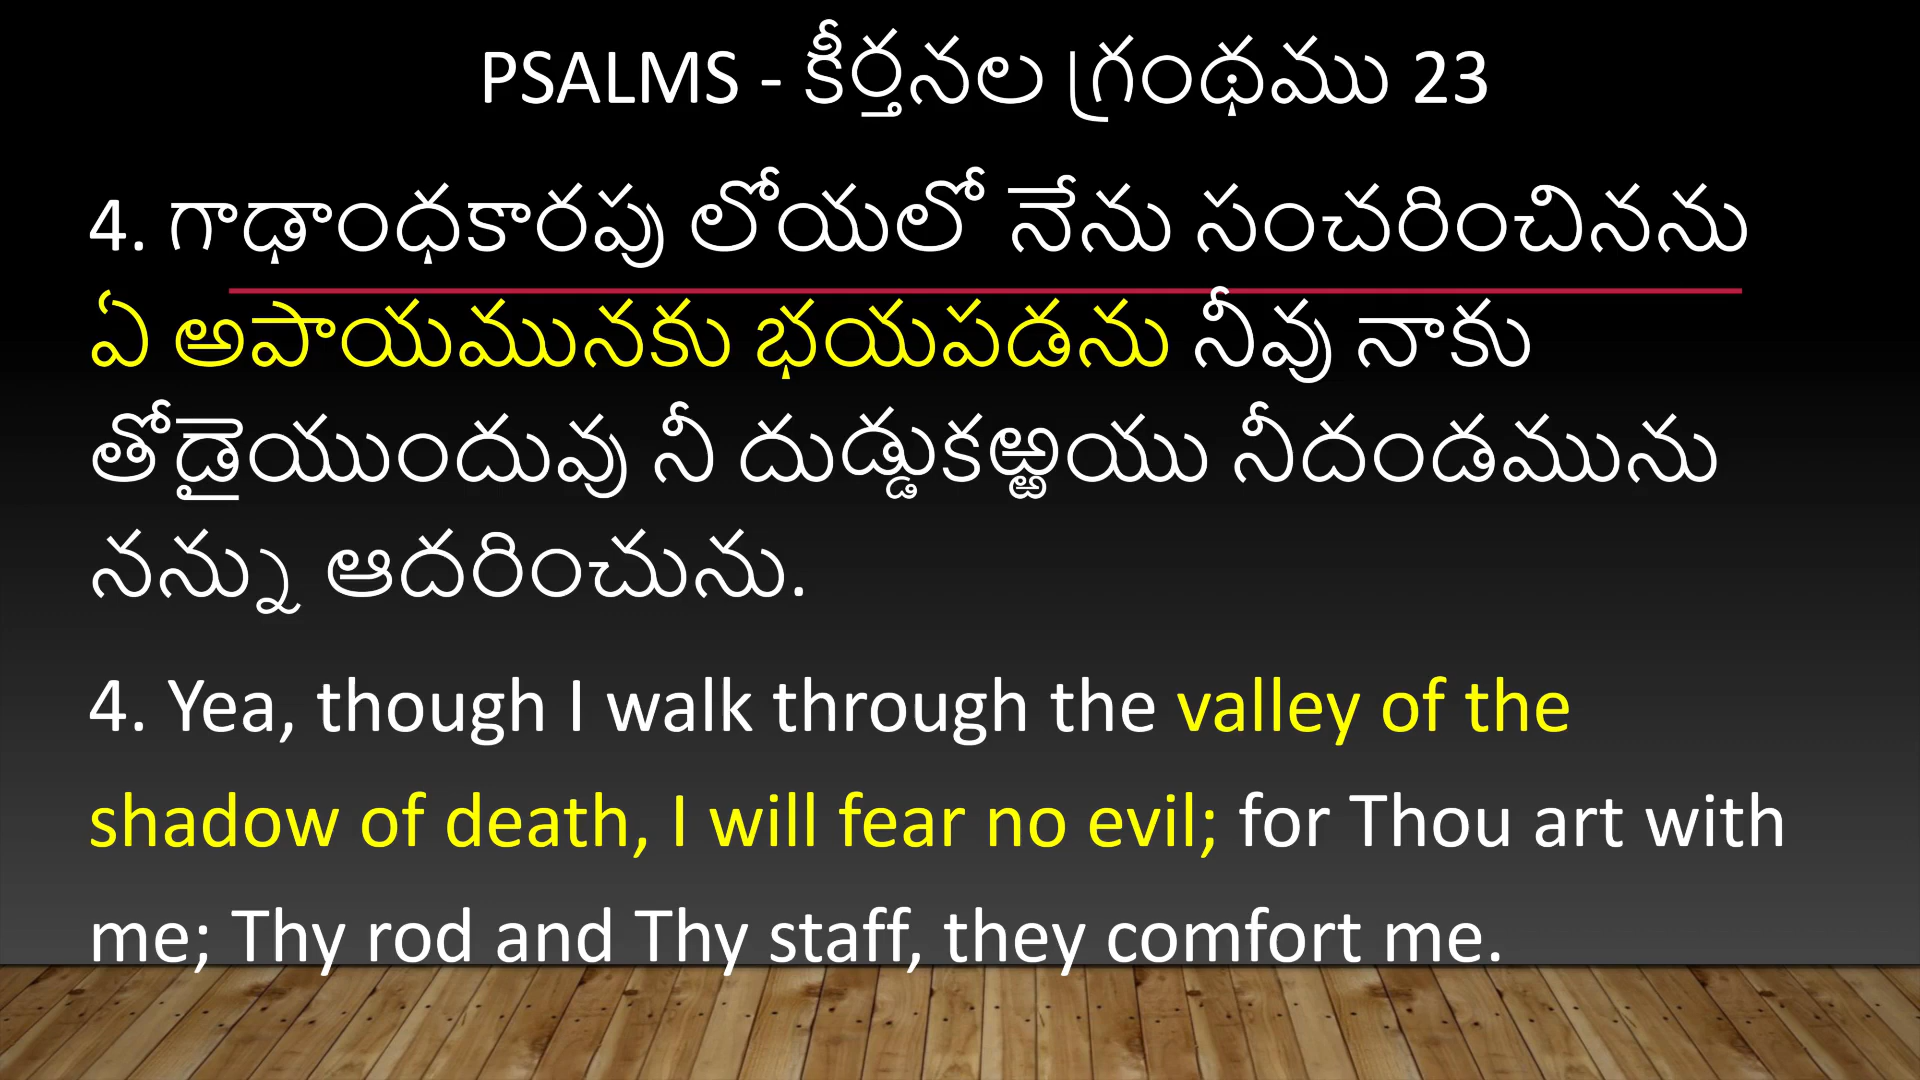 PSALMS - కీర్తనల గ్రంథము 23
4. గాఢాంధకారపు లోయలో నేను సంచరించినను
ఏ అపాయమునకు భయపడను నీవు నాకు
తోడైయుందువు నీ దుడ్డుకఱ్ఱయు నీదండమును
నన్ను ఆదరించును.
4. Yea, though I walk through the valley of the
shadow of death, I will fear no evil; for Thou art with
me; Thy rod and Thy staff, they comfort me.